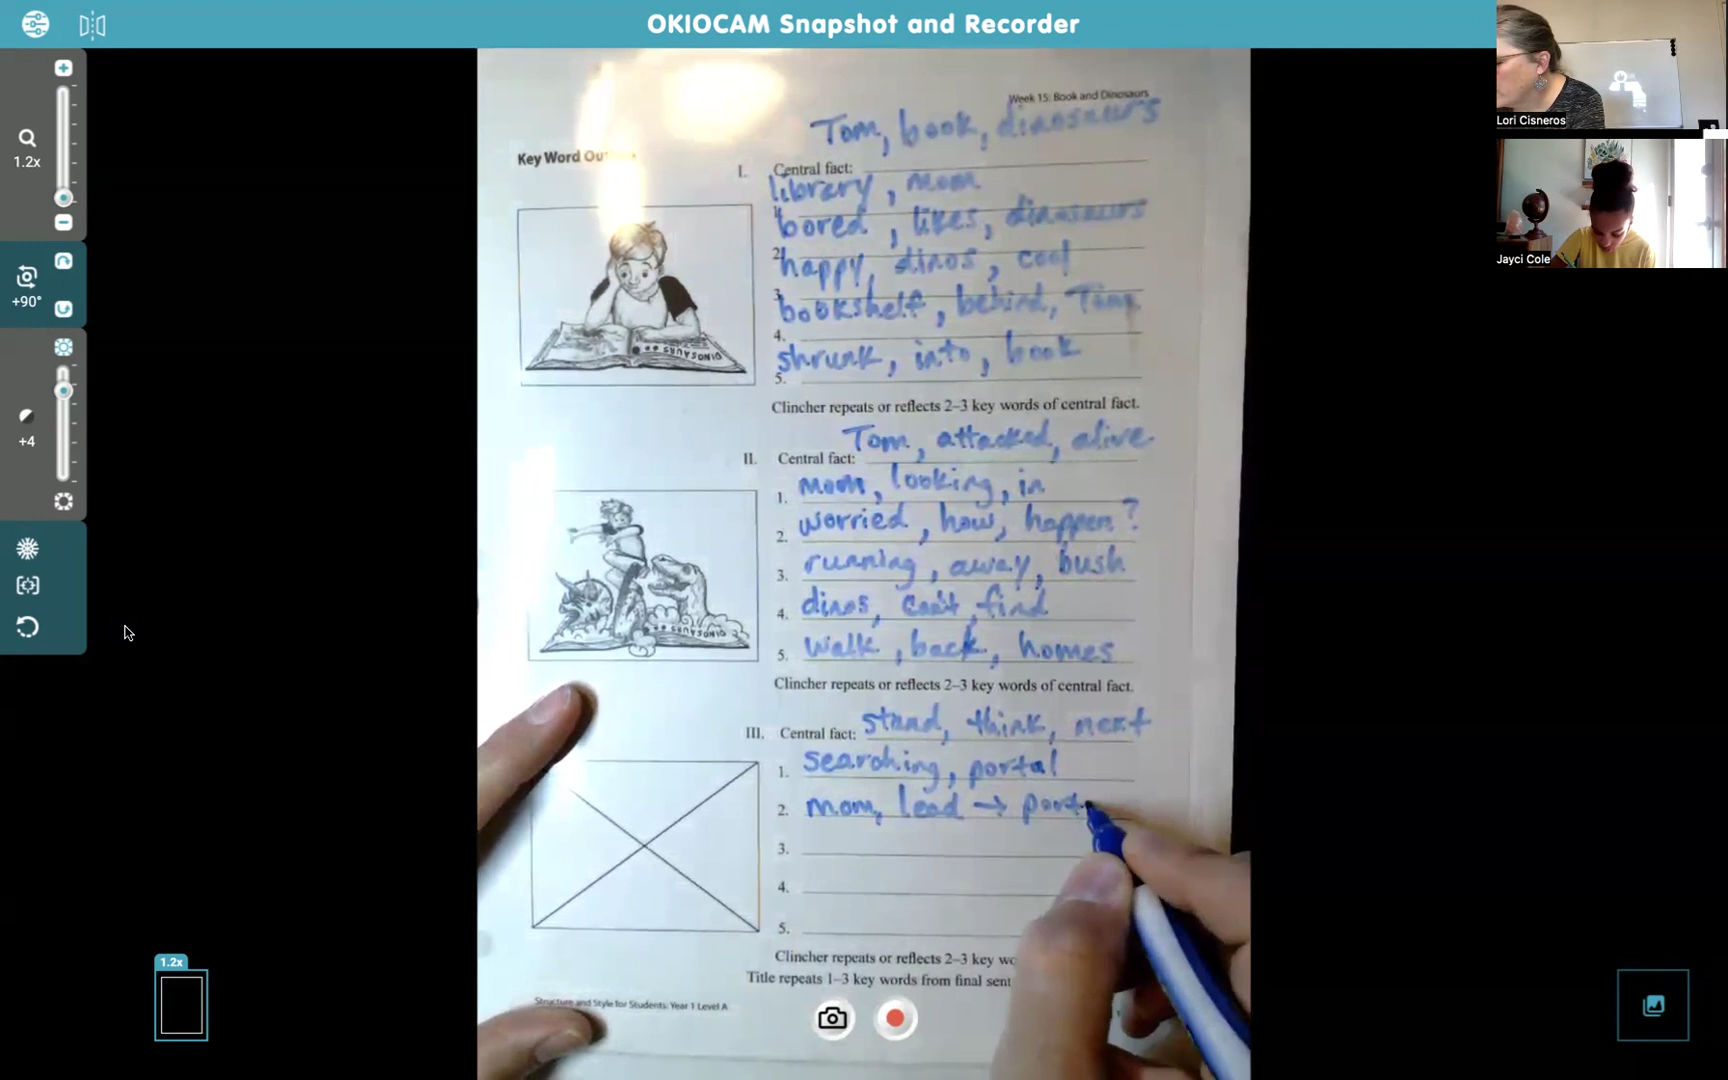 OKIOCAM Snapshot and Recorder
Lori Cisneros
Jayci Cole
1.2x
+90°
+4
1.2x
Week 15: Book and Dinosaurs
Tom, book, dinosaurs
Key Word
I. Central fact:
library, mom
1.
bored, likes, dinosaurs
2.
happy, dinos, cool
3.
bookshelf, behind, Tom
4.
shrunk, into, book
5.
DINOSAURS
Clincher repeats or reflects 2–3 key words of central fact.
II. Central fact: Tom, attacked, alive
1. mom, looking, in
2. worried, how, happen?
3. running, away, bush
4. dinos, can't, find
5. walk, back, homes
DINOSAURS
Clincher repeats or reflects 2–3 key words of central fact.
III. Central fact: stand, think, next
1. searching, portal
2. mom, lead → port
3.
4.
5.
Clincher repeats or reflects 2–3 key wo
Title repeats 1–3 key words from final sent
Structure and Style for Students: Year 1 Level A